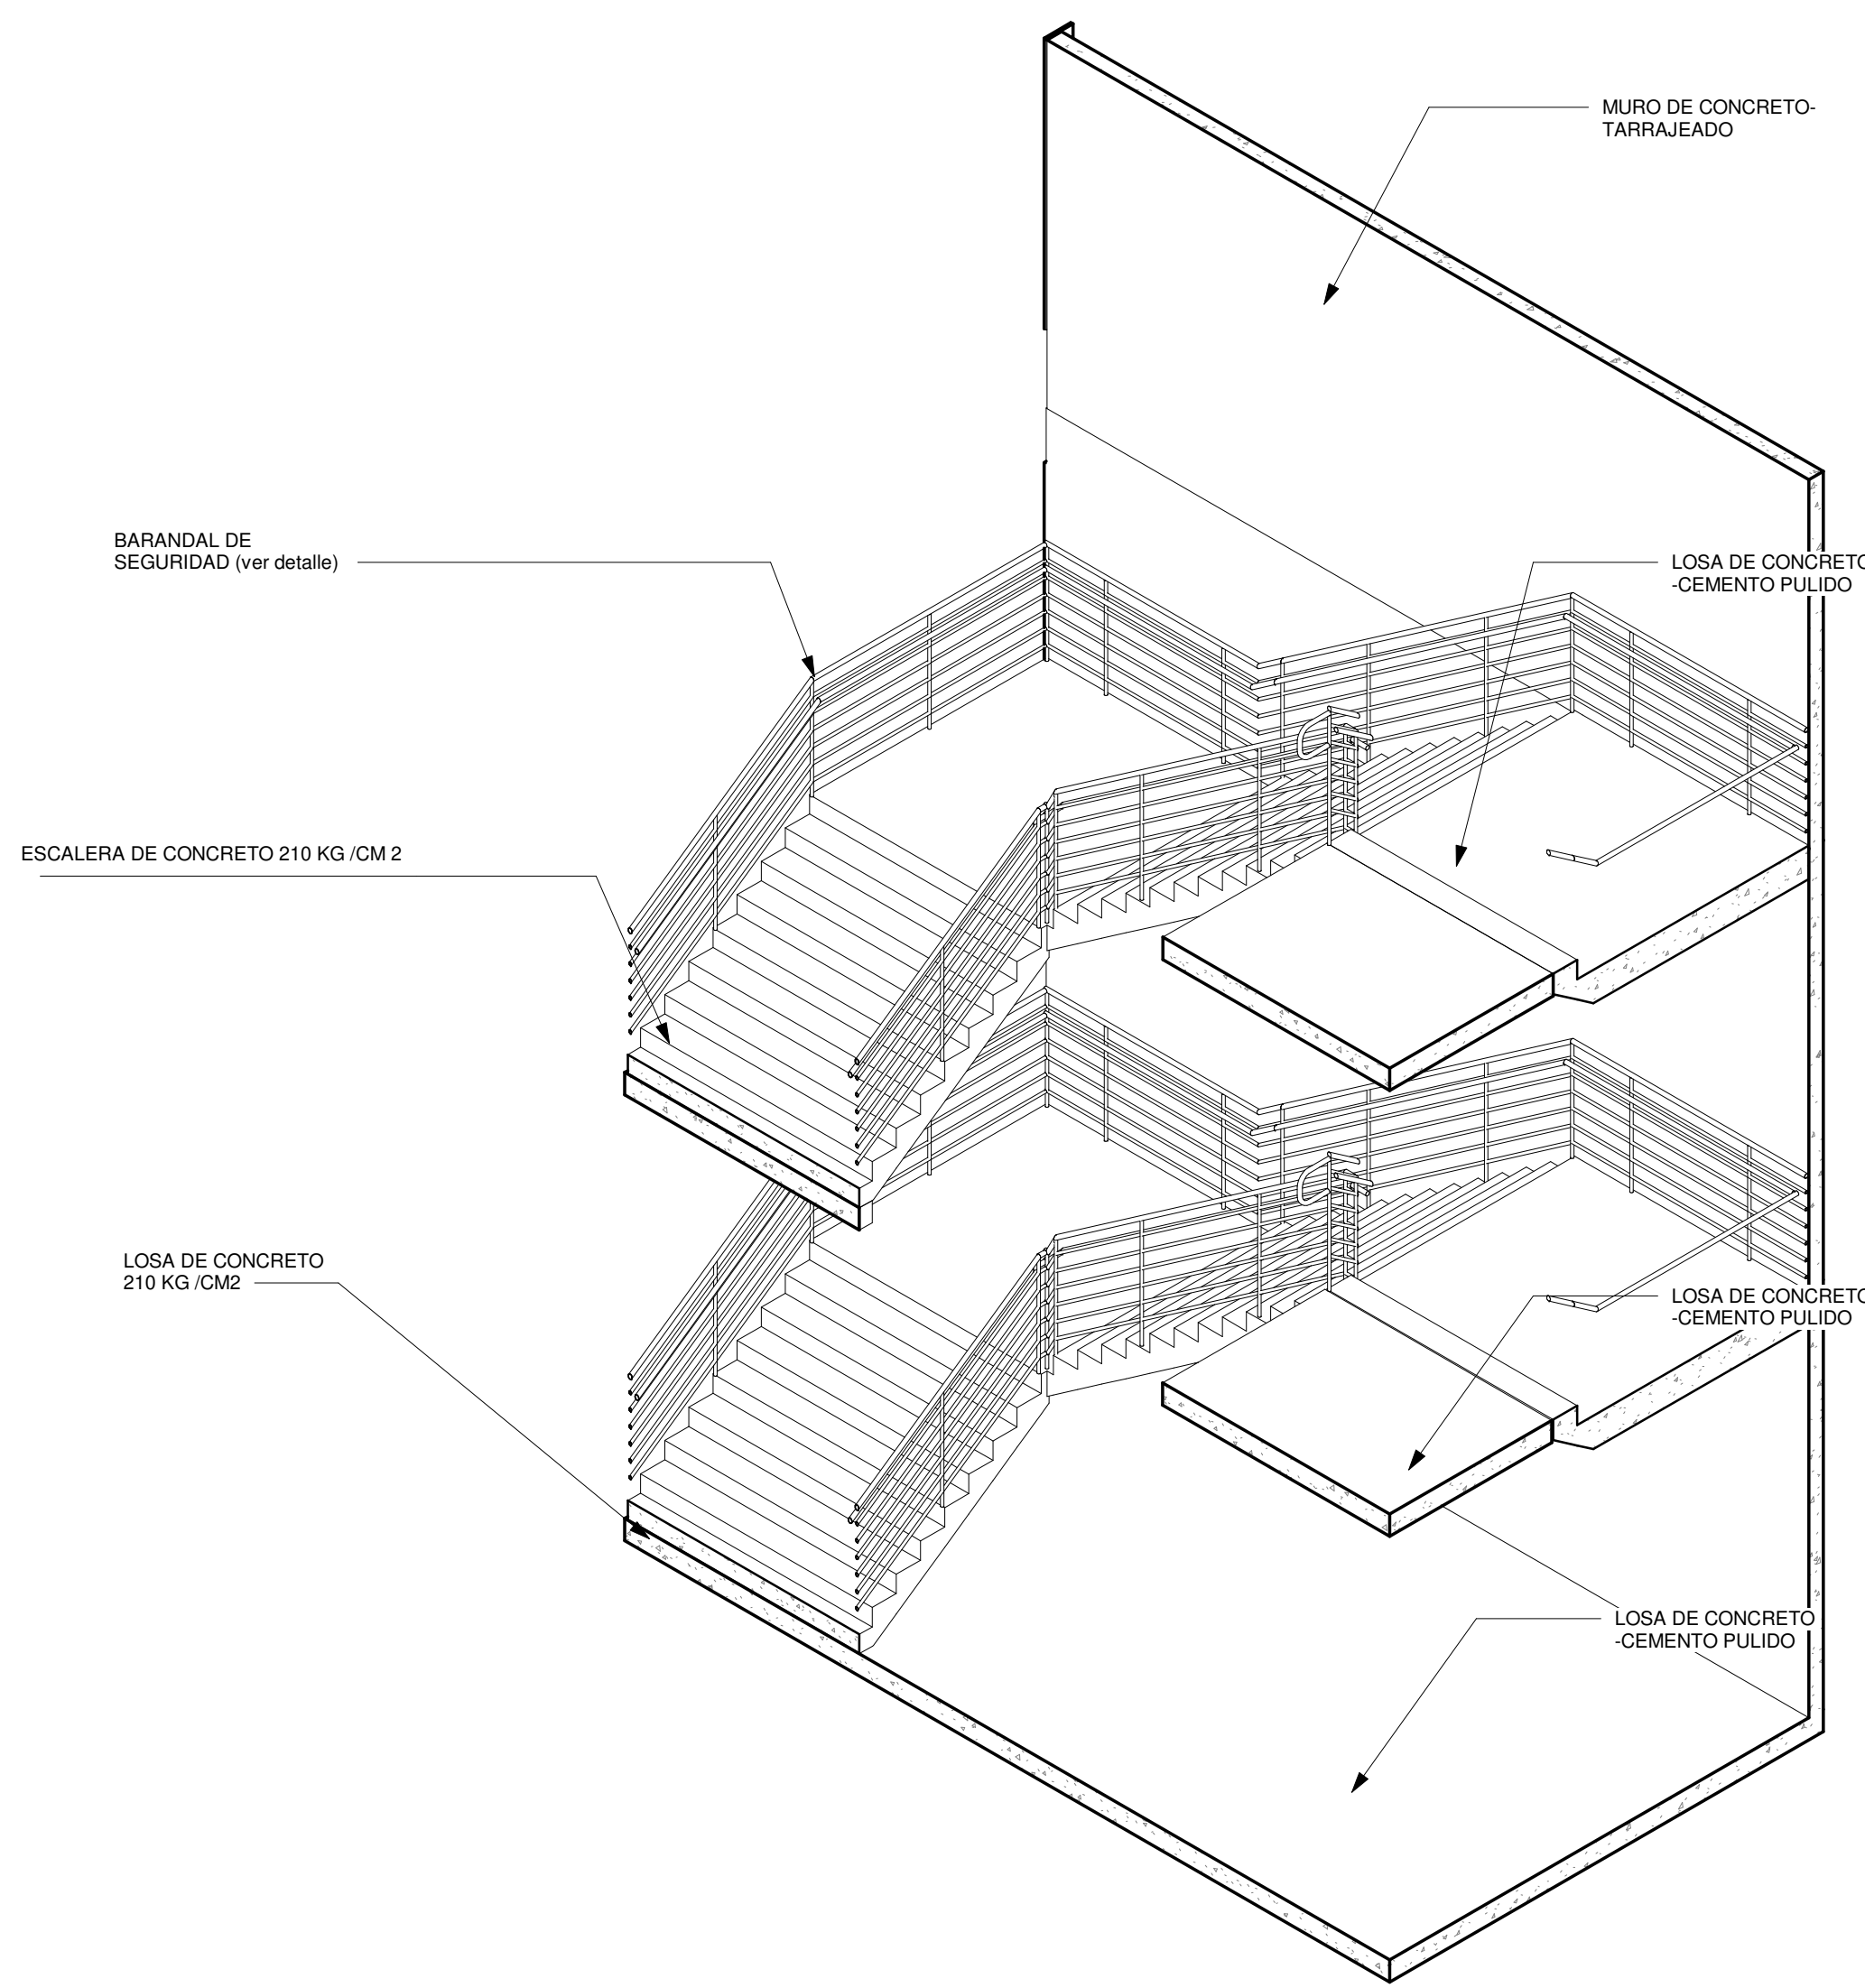 MURO DE CONCRETO-
TARRAJEADO
BARANDAL DE
SEGURIDAD (ver detalle)
LOSA DE CONCRETO
-CEMENTO PULIDO
ESCALERA DE CONCRETO 210 KG /CM 2
LOSA DE CONCRETO
210 KG /CM2
LOSA DE CONCRETO
-CEMENTO PULIDO
LOSA DE CONCRETO
-CEMENTO PULIDO